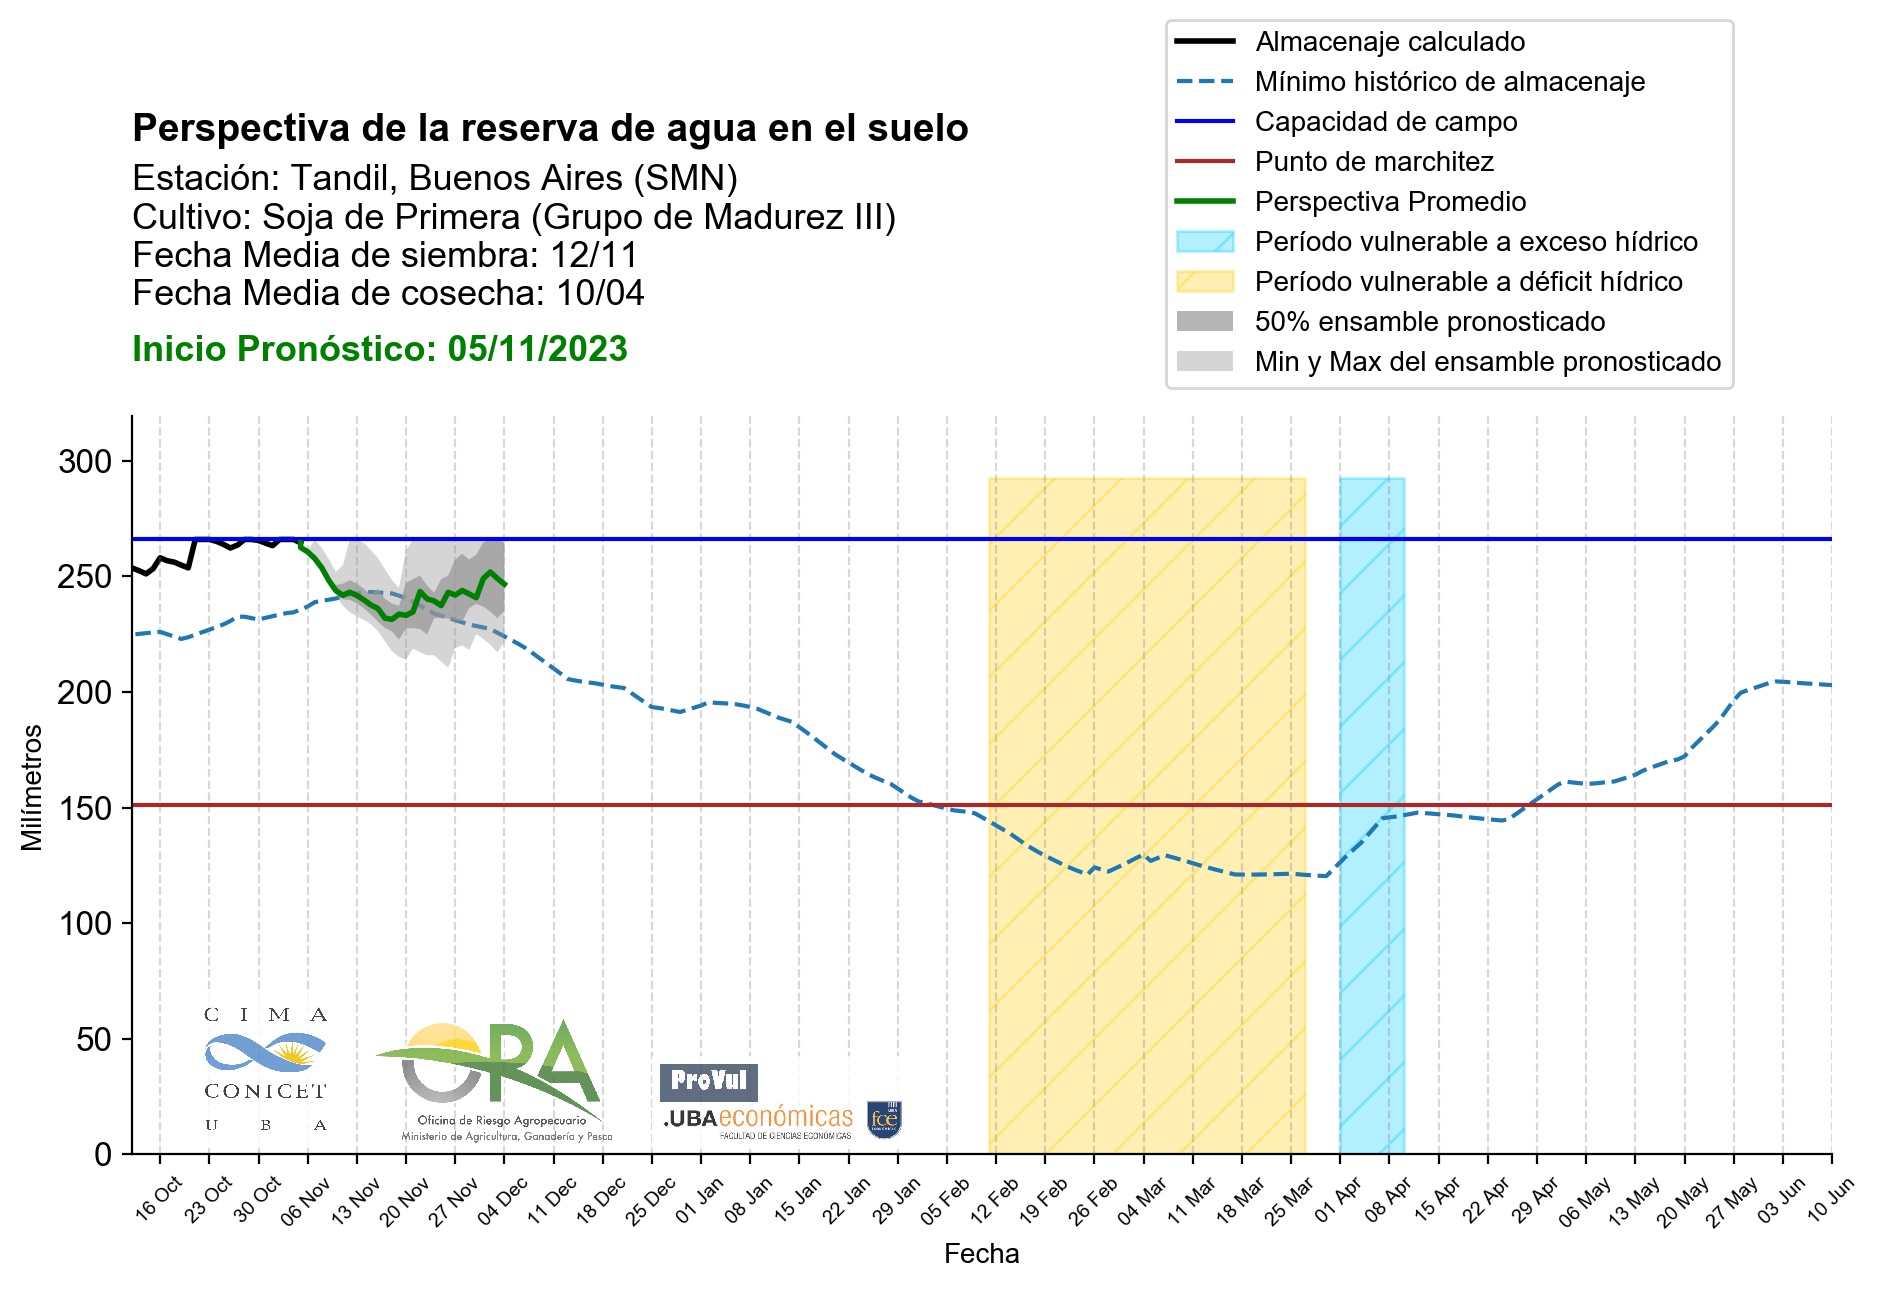 Almacenaje calculado
Mínimo histórico de almacenaje
Capacidad de campo
Punto de marchitez
Perspectiva Promedio
Período vulnerable a exceso hídrico
Período vulnerable a déficit hídrico
50% ensamble pronosticado
Min y Max del ensamble pronosticado
Perspectiva de la reserva de agua en el suelo
Estación: Tandil, Buenos Aires (SMN)
Cultivo: Soja de Primera (Grupo de Madurez III)
Fecha Media de siembra: 12/11
Fecha Media de cosecha: 10/04
Inicio Pronóstico: 05/11/2023
Milímetros
300
250
200
150
100
50
0
C I M A
CONICET
U B A
ORA
Oficina de Riesgo Agropecuario
Ministerio de Agricultura, Ganadería y Pesca
ProVul
.UBAeconómicas
FACULTAD DE CIENCIAS ECONÓMICAS
fce
16 Oct
23 Oct
30 Oct
06 Nov
13 Nov
20 Nov
27 Nov
04 Dec
11 Dec
18 Dec
25 Dec
01 Jan
08 Jan
15 Jan
22 Jan
29 Jan
05 Feb
12 Feb
19 Feb
26 Feb
04 Mar
11 Mar
18 Mar
25 Mar
01 Apr
08 Apr
15 Apr
22 Apr
29 Apr
06 May
13 May
20 May
27 May
03 Jun
10 Jun
Fecha